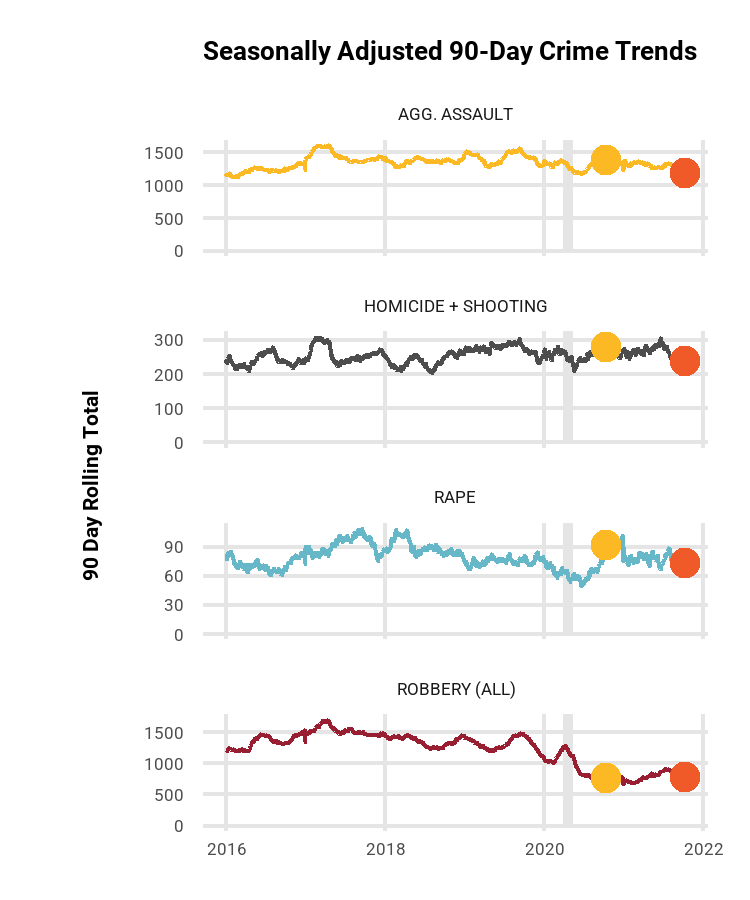 Seasonally Adjusted 90-Day Crime Trends
AGG. ASSAULT
1500
1000
500
0
HOMICIDE + SHOOTING
300
200
100
0
90 Day Rolling Total
RAPE
90
60
30
0
ROBBERY (ALL)
1500
1000
500
0
2016 2018 2020 2022